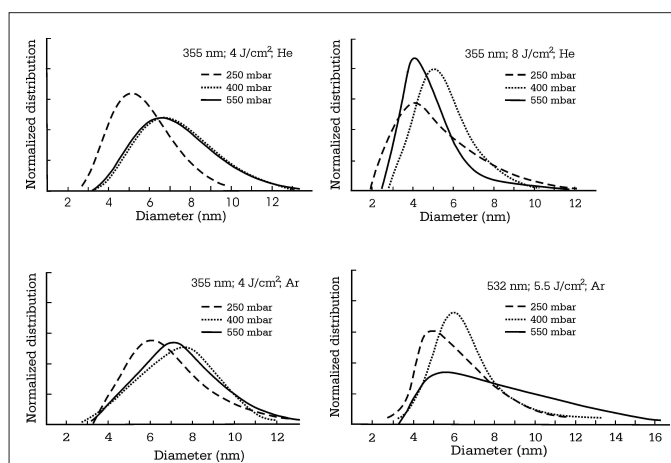 355 nm; 4 J/cm²; He
250 mbar
400 mbar
550 mbar
Normalized distribution
2 4 6 8 10 12
Diameter (nm)
355 nm; 8 J/cm²; He
250 mbar
400 mbar
550 mbar
Normalized distribution
2 4 6 8 10 12
Diameter (nm)
355 nm; 4 J/cm²; Ar
250 mbar
400 mbar
550 mbar
Normalized distribution
2 4 6 8 10 12
Diameter (nm)
532 nm; 5.5 J/cm²; Ar
250 mbar
400 mbar
550 mbar
Normalized distribution
2 4 6 8 10 12 14 16
Diameter (nm)